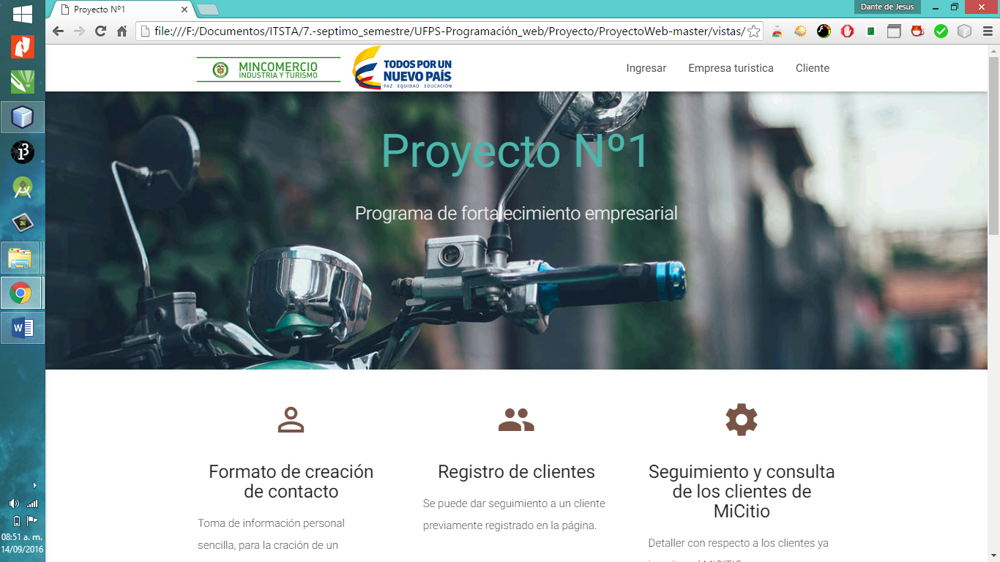 Proyecto Nº1
Dante de Jesus
file:///F:/Documentos/ITSTA/7.-septimo_semestre/UFPS-Programación_web/Proyecto/ProyectoWeb-master/vistas/
MINCOMERCIO
INDUSTRIA Y TURISMO
TODOS POR UN
NUEVO PAÍS
PAZ EQUIDAD EDUCACIÓN
Ingresar Empresa turistica Cliente
Proyecto Nº1
Programa de fortalecimiento empresarial
Formato de creación
de contacto
Toma de información personal
sencilla, para la cración de un
Registro de clientes
Se puede dar seguimiento a un cliente
previamente registrado en la página.
Seguimiento y consulta
de los clientes de
MiCitio
Detaller con respecto a los clientes ya
08:51 a. m.
14/09/2016